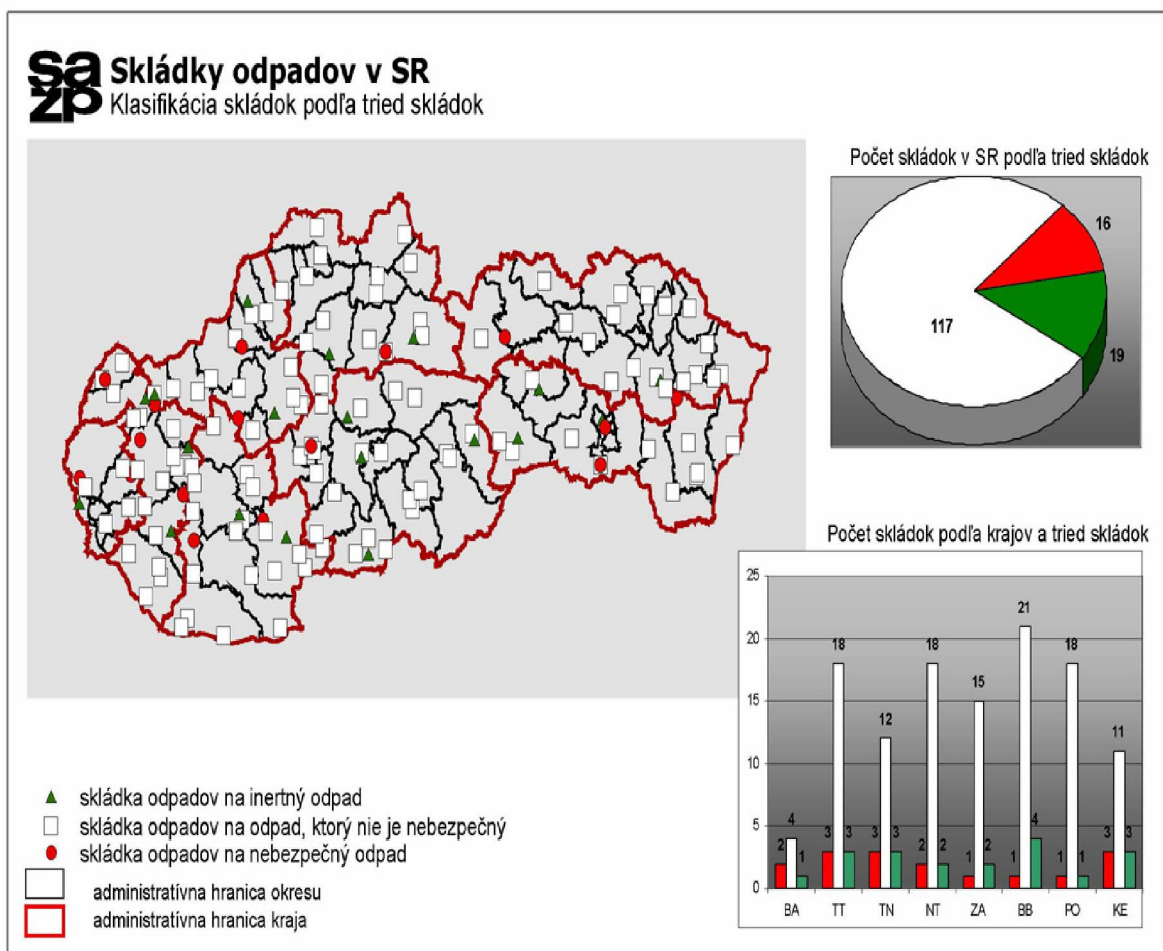 sa
žp
Skládky odpadov v SR
Klasifikácia skládok podľa tried skládok
Počet skládok v SR podľa tried skládok
16
117
19
Počet skládok podľa krajov a tried skládok
25
20
15
10
5
0
2 4 1
3 18 3
3 12 3
2 18 2
1 15 2
1 21 4
1 18 1
3 11 3
BA TT TN NT ZA BB PO KE
skládka odpadov na inertný odpad
skládka odpadov na odpad, ktorý nie je nebezpečný
skládka odpadov na nebezpečný odpad
administratívna hranica okresu
administratívna hranica kraja